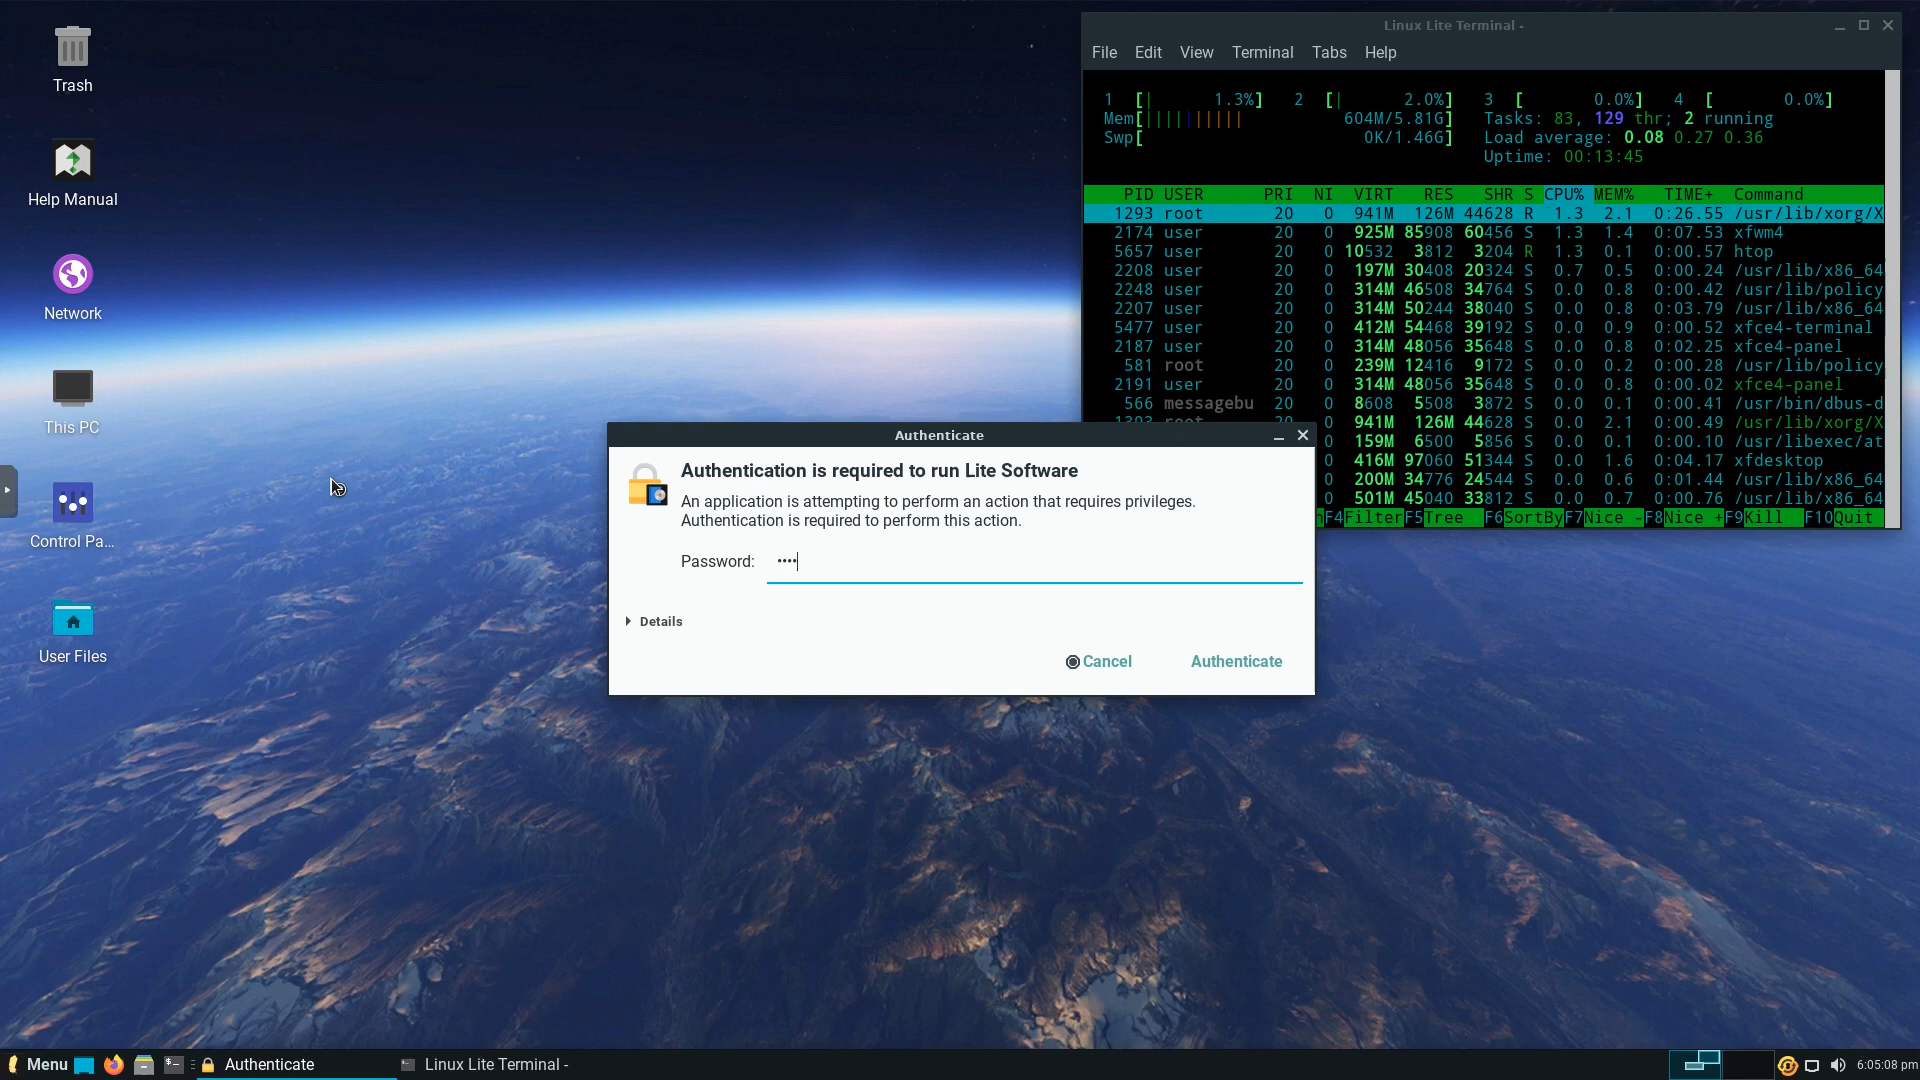 Trash
Help Manual
Network
This PC
Control Pa...
User Files
Linux Lite Terminal -
File Edit View Terminal Tabs Help
1 [| 1.3%] 2 [| 2.0%] 3 [ 0.0%] 4 [ 0.0%]
Mem[|||||||||| 604M/5.81G] Tasks: 83, 129 thr; 2 running
Swp[ 0K/1.46G] Load average: 0.08 0.27 0.36
Uptime: 00:13:45
PID USER PRI NI VIRT RES SHR S CPU% MEM% TIME+ Command
1293 root 20 0 941M 126M 44628 R 1.3 2.1 0:26.55 /usr/lib/xorg/X
2174 user 20 0 925M 85908 60456 S 1.3 1.4 0:07.53 xfwm4
5657 user 20 0 10532 3812 3204 R 1.3 0.1 0:00.57 htop
2208 user 20 0 197M 30408 20324 S 0.7 0.5 0:00.24 /usr/lib/x86_64
2248 user 20 0 314M 46508 34764 S 0.0 0.8 0:00.42 /usr/lib/policy
2207 user 20 0 314M 50244 38040 S 0.0 0.8 0:03.79 /usr/lib/x86_64
5477 user 20 0 412M 54468 39192 S 0.0 0.9 0:00.52 xfce4-terminal
2187 user 20 0 314M 48056 35648 S 0.0 0.8 0:02.25 xfce4-panel
581 root 20 0 239M 12416 9172 S 0.0 0.2 0:00.28 /usr/lib/policy
2191 user 20 0 314M 48056 35648 S 0.0 0.8 0:00.02 xfce4-panel
566 messagebu 20 0 8608 5508 3872 S 0.0 0.1 0:00.41 /usr/bin/dbus-d
0 941M 126M 44628 S 0.0 2.1 0:00.49 /usr/lib/xorg/X
0 159M 6500 5856 S 0.0 0.1 0:00.10 /usr/libexec/at
0 416M 97060 51344 S 0.0 1.6 0:04.17 xfdesktop
0 200M 34776 24544 S 0.0 0.6 0:01.44 /usr/lib/x86_64
0 501M 45040 33812 S 0.0 0.7 0:00.76 /usr/lib/x86_64
F4Filter F5Tree F6SortBy F7Nice - F8Nice + F9Kill F10Quit
Authenticate
Authentication is required to run Lite Software
An application is attempting to perform an action that requires privileges.
Authentication is required to perform this action.
Password: ••••
Details
Cancel Authenticate
Menu Authenticate Linux Lite Terminal - 6:05:08 pm